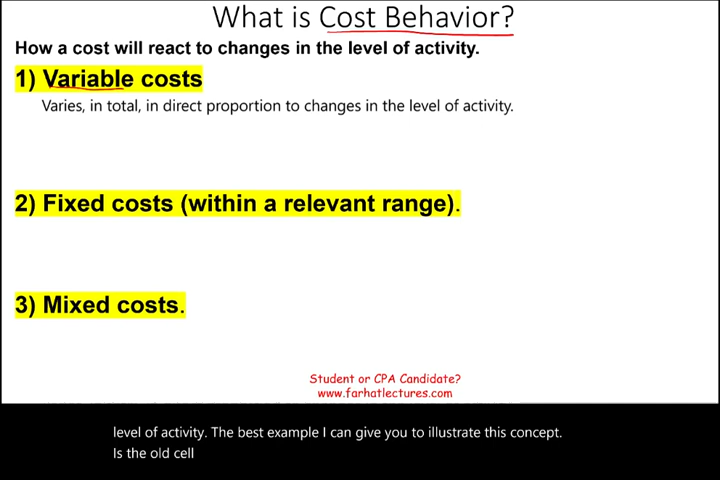 What is Cost Behavior?
How a cost will react to changes in the level of activity.
1) Variable costs
Varies, in total, in direct proportion to changes in the level of activity.
2) Fixed costs (within a relevant range).
3) Mixed costs.
Student or CPA Candidate?
www.farhatlectures.com
level of activity. The best example I can give you to illustrate this concept.
Is the old cell